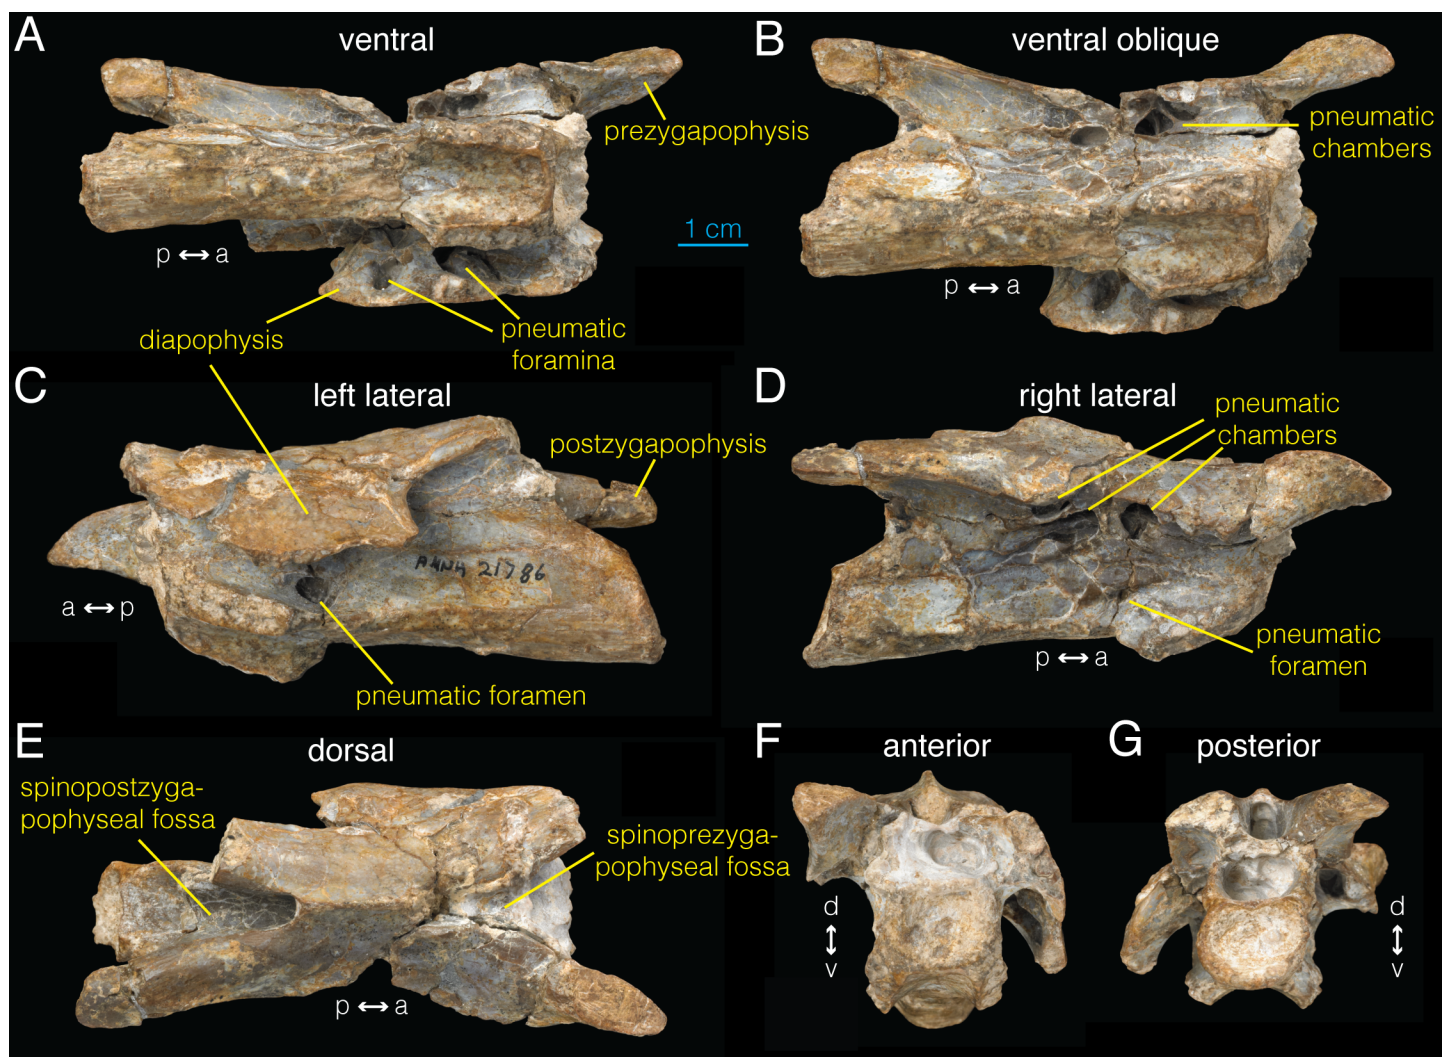 A
ventral
prezygapophysis
p ↔ a
1 cm
diapophysis
pneumatic
foramina
B
ventral oblique
pneumatic
chambers
p ↔ a
C
left lateral
postzygapophysis
AMNH 21786
a ↔ p
pneumatic foramen
D
right lateral
pneumatic
chambers
pneumatic
foramen
p ↔ a
E
dorsal
spinopostzyga-
pophyseal fossa
spinoprezyga-
pophyseal fossa
p ↔ a
F
anterior
d
v
G
posterior
d
v